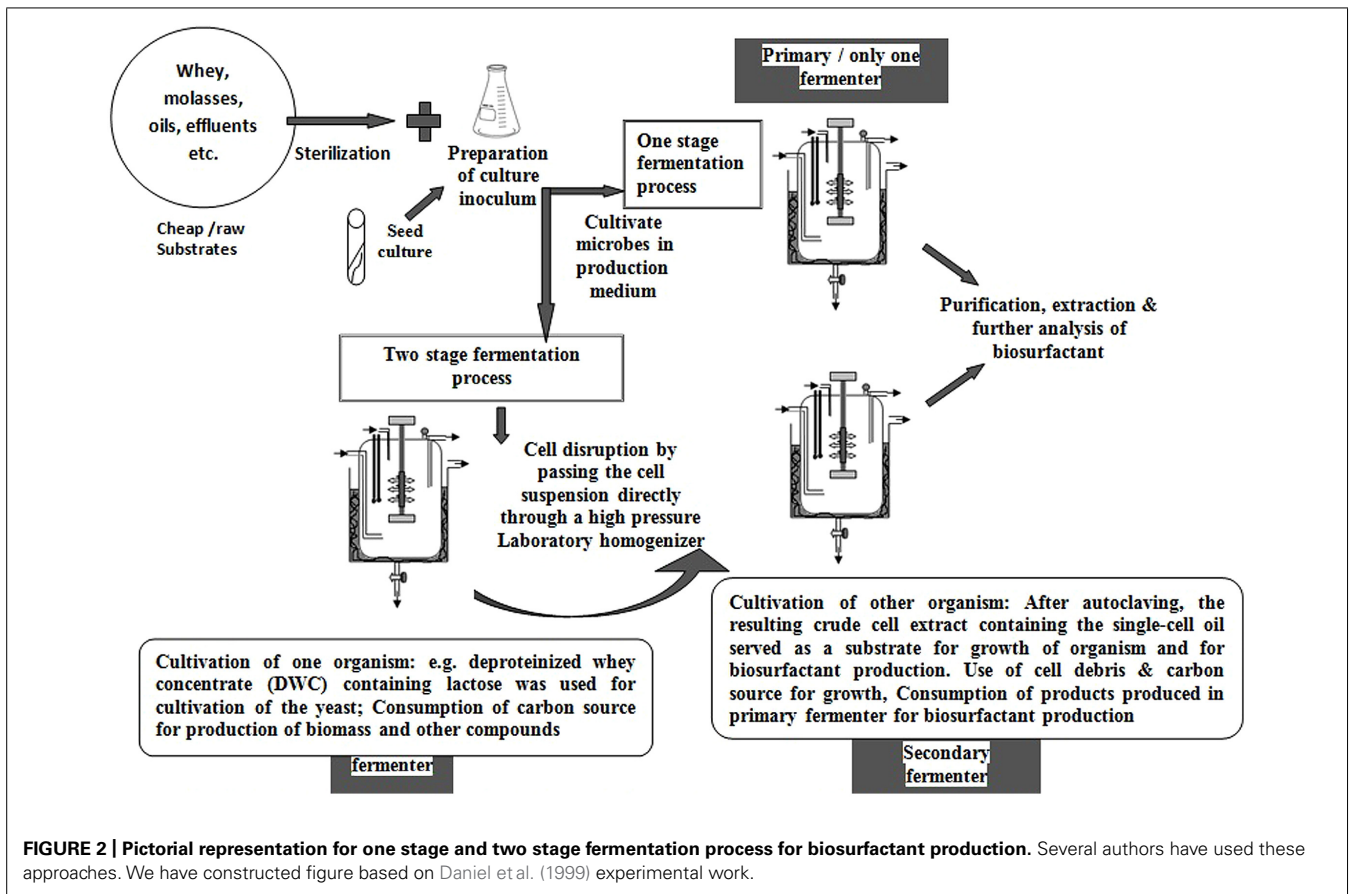 Whey,
molasses,
oils, effluents
etc.
Sterilization
Cheap /raw
Substrates
Seed
culture
Preparation
of culture
inoculum
One stage
fermentation
process
Cultivate
microbes in
production
medium
Primary / only one
fermenter
Purification, extraction &
further analysis of
biosurfactant
Two stage fermentation
process
Cell disruption by
passing the cell
suspension directly
through a high pressure
Laboratory homogenizer
Cultivation of one organism: e.g. deproteinized whey
concentrate (DWC) containing lactose was used for
cultivation of the yeast; Consumption of carbon source
for production of biomass and other compounds
fermenter
Cultivation of other organism: After autoclaving, the
resulting crude cell extract containing the single-cell oil
served as a substrate for growth of organism and for
biosurfactant production. Use of cell debris & carbon
source for growth, Consumption of products produced in
primary fermenter for biosurfactant production
Secondary
fermenter
FIGURE 2 | Pictorial representation for one stage and two stage fermentation process for biosurfactant production. Several authors have used these
approaches. We have constructed figure based on Daniel et al. (1999) experimental work.